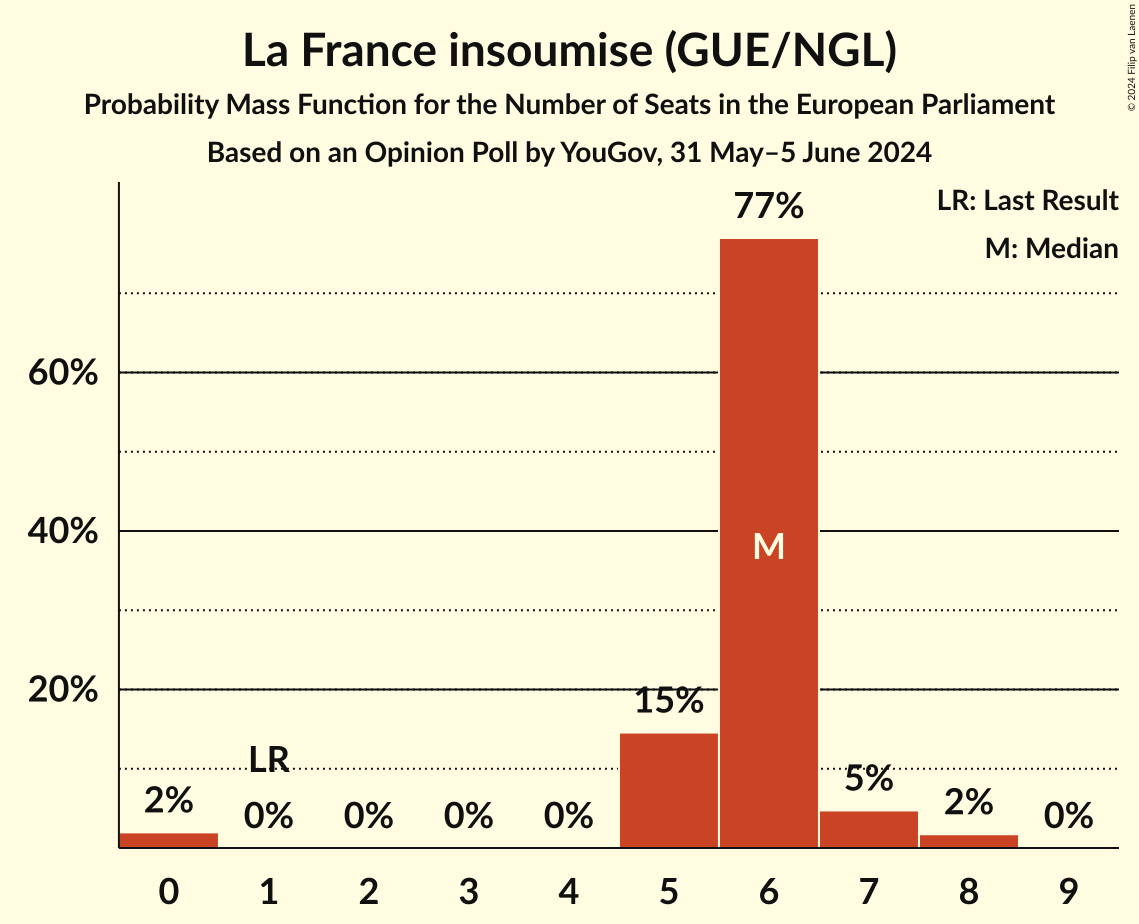 La France insoumise (GUE/NGL)
Probability Mass Function for the Number of Seats in the European Parliament
Based on an Opinion Poll by YouGov, 31 May–5 June 2024
© 2024 Filip van Laenen
LR: Last Result
M: Median
77%
60%
40%
M
20%
15%
LR
5%
2%
0%
0%
0%
0%
2%
0%
0 1 2 3 4 5 6 7 8 9